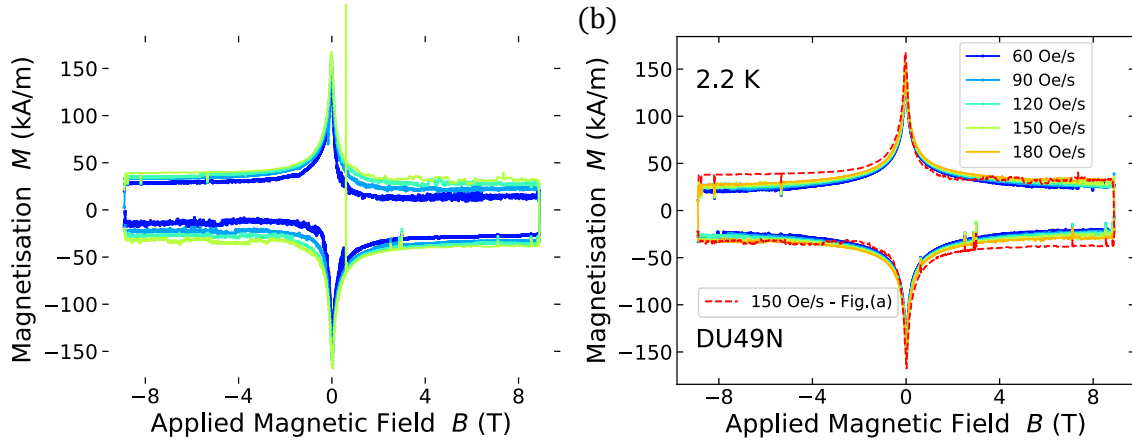 (b)
150
100
50
0
−50
−100
−150
−8
−4
0
4
8
Magnetisation M (kA/m)
Applied Magnetic Field B (T)
150
100
50
0
−50
−100
−150
−8
−4
0
4
8
Magnetisation M (kA/m)
Applied Magnetic Field B (T)
2.2 K
60 Oe/s
90 Oe/s
120 Oe/s
150 Oe/s
180 Oe/s
150 Oe/s - Fig.(a)
DU49N